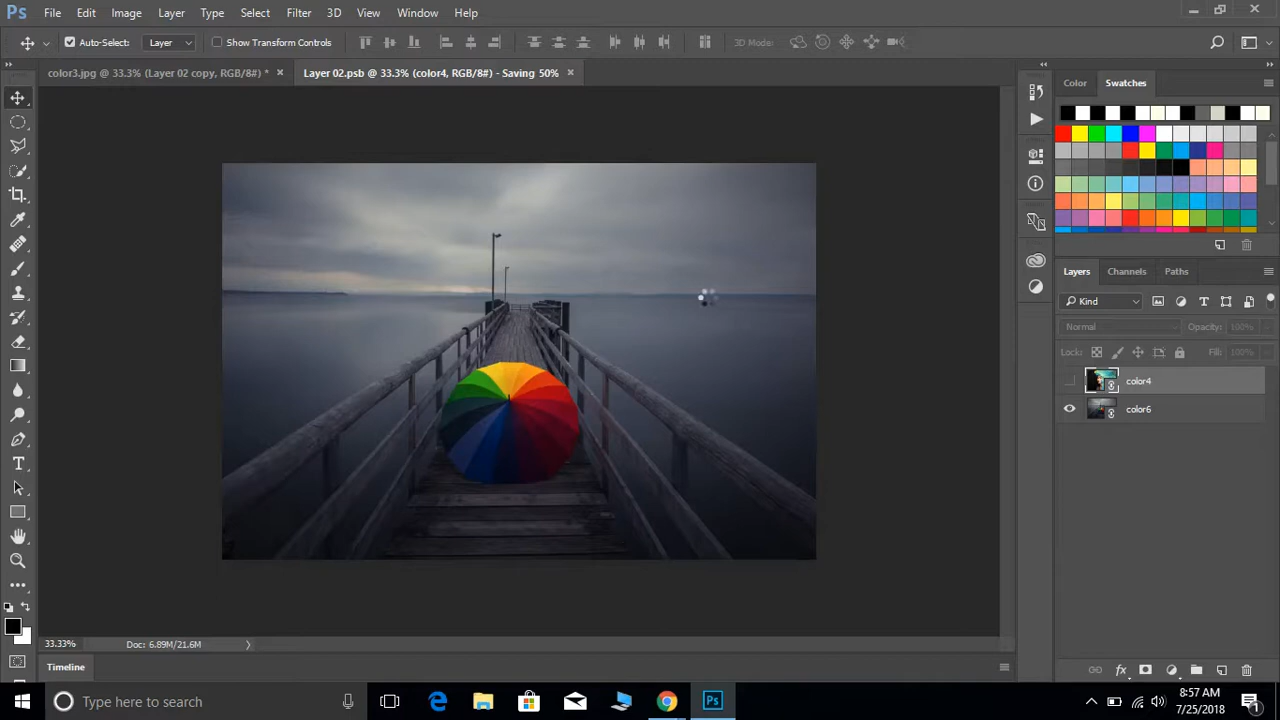 Ps File Edit Image Layer Type Select Filter 3D View Window Help
Auto-Select: Layer Show Transform Controls 3D Mode:
color3.jpg @ 33.3% (Layer 02 copy, RGB/8#) * × Layer 02.psb @ 33.3% (color4, RGB/8#) - Saving 50% ×
Color Swatches
Layers Channels Paths
Kind
Normal Opacity: 100%
Lock: Fill: 100%
color4
color6
33.33% Doc: 6.89M/21.6M
Timeline
Type here to search
Ps
8:57 AM
7/25/2018
1